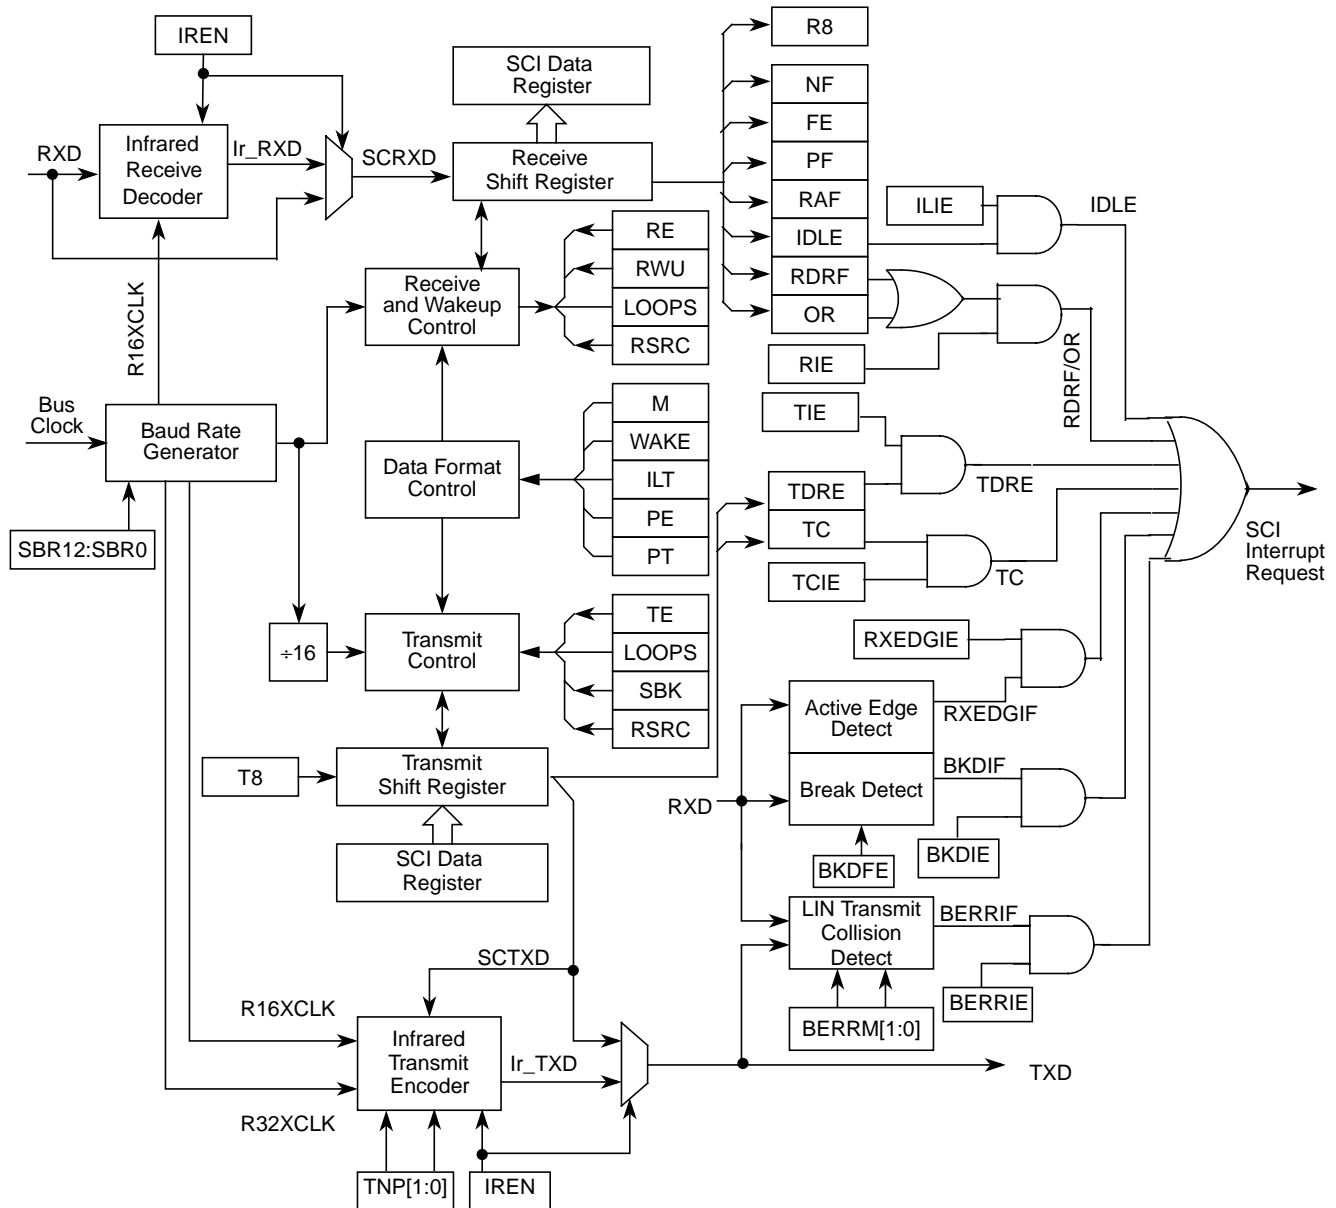 IREN
R8
SCI Data
Register
NF
FE
PF
RAF
IDLE
RDRF
OR
RXD
Infrared
Receive
Decoder
Ir_RXD
SCRXD
Receive
Shift Register
ILIE
IDLE
RE
RWU
LOOPS
RSRC
Receive
and Wakeup
Control
R16XCLK
RIE
RDRF/OR
Bus
Clock
Baud Rate
Generator
M
WAKE
ILT
PE
PT
TIE
Data Format
Control
TDRE
TC
TDRE
SBR12:SBR0
TCIE
TC
SCI
Interrupt
Request
÷16
Transmit
Control
TE
LOOPS
SBK
RSRC
RXEDGIE
Active Edge
Detect
RXEDGIF
T8
Transmit
Shift Register
RXD
Break Detect
BKDIF
SCI Data
Register
BKDFE
BKDIE
LIN Transmit
Collision
Detect
BERRIF
SCTXD
BERRIE
R16XCLK
Infrared
Transmit
Encoder
Ir_TXD
BERRM[1:0]
TXD
R32XCLK
TNP[1:0]
IREN